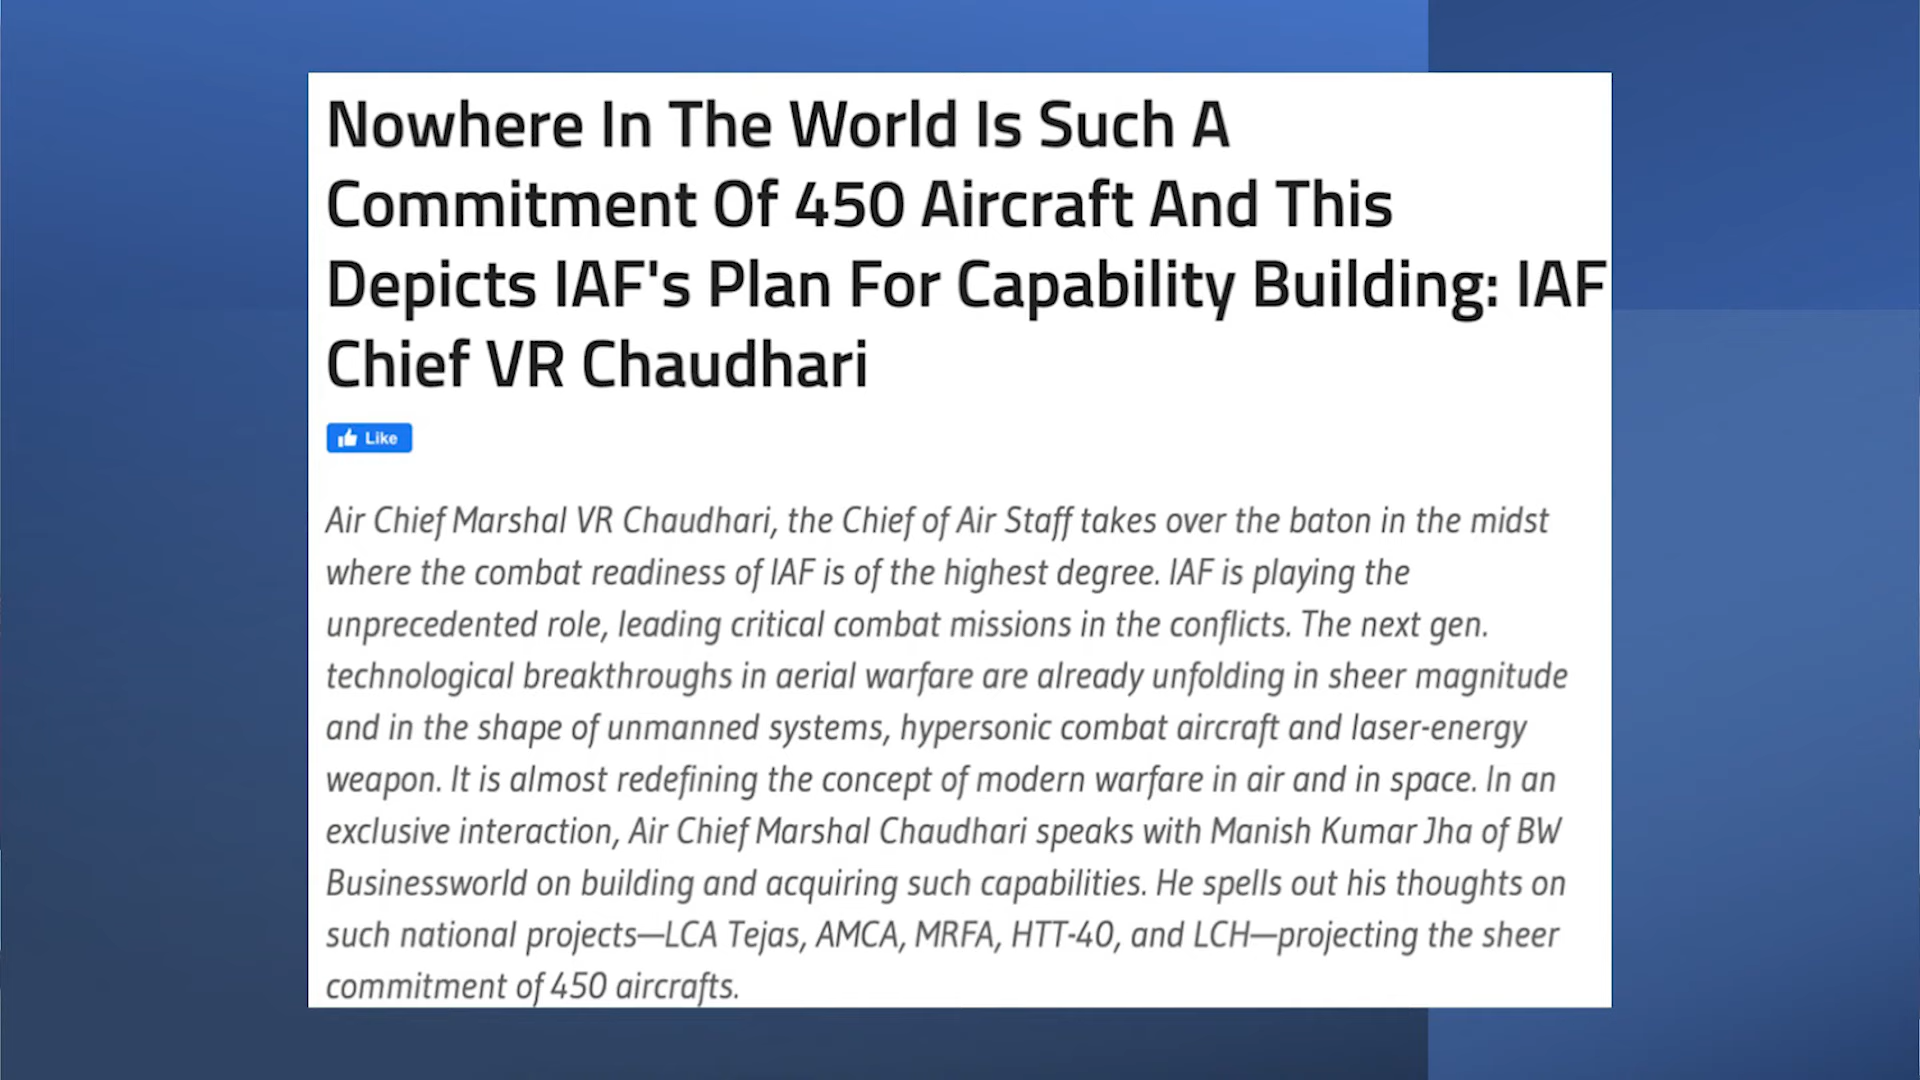 Nowhere In The World Is Such A
Commitment Of 450 Aircraft And This
Depicts IAF's Plan For Capability Building: IAF
Chief VR Chaudhari
Like
Air Chief Marshal VR Chaudhari, the Chief of Air Staff takes over the baton in the midst
where the combat readiness of IAF is of the highest degree. IAF is playing the
unprecedented role, leading critical combat missions in the conflicts. The next gen.
technological breakthroughs in aerial warfare are already unfolding in sheer magnitude
and in the shape of unmanned systems, hypersonic combat aircraft and laser-energy
weapon. It is almost redefining the concept of modern warfare in air and in space. In an
exclusive interaction, Air Chief Marshal Chaudhari speaks with Manish Kumar Jha of BW
Businessworld on building and acquiring such capabilities. He spells out his thoughts on
such national projects—LCA Tejas, AMCA, MRFA, HTT-40, and LCH—projecting the sheer
commitment of 450 aircrafts.